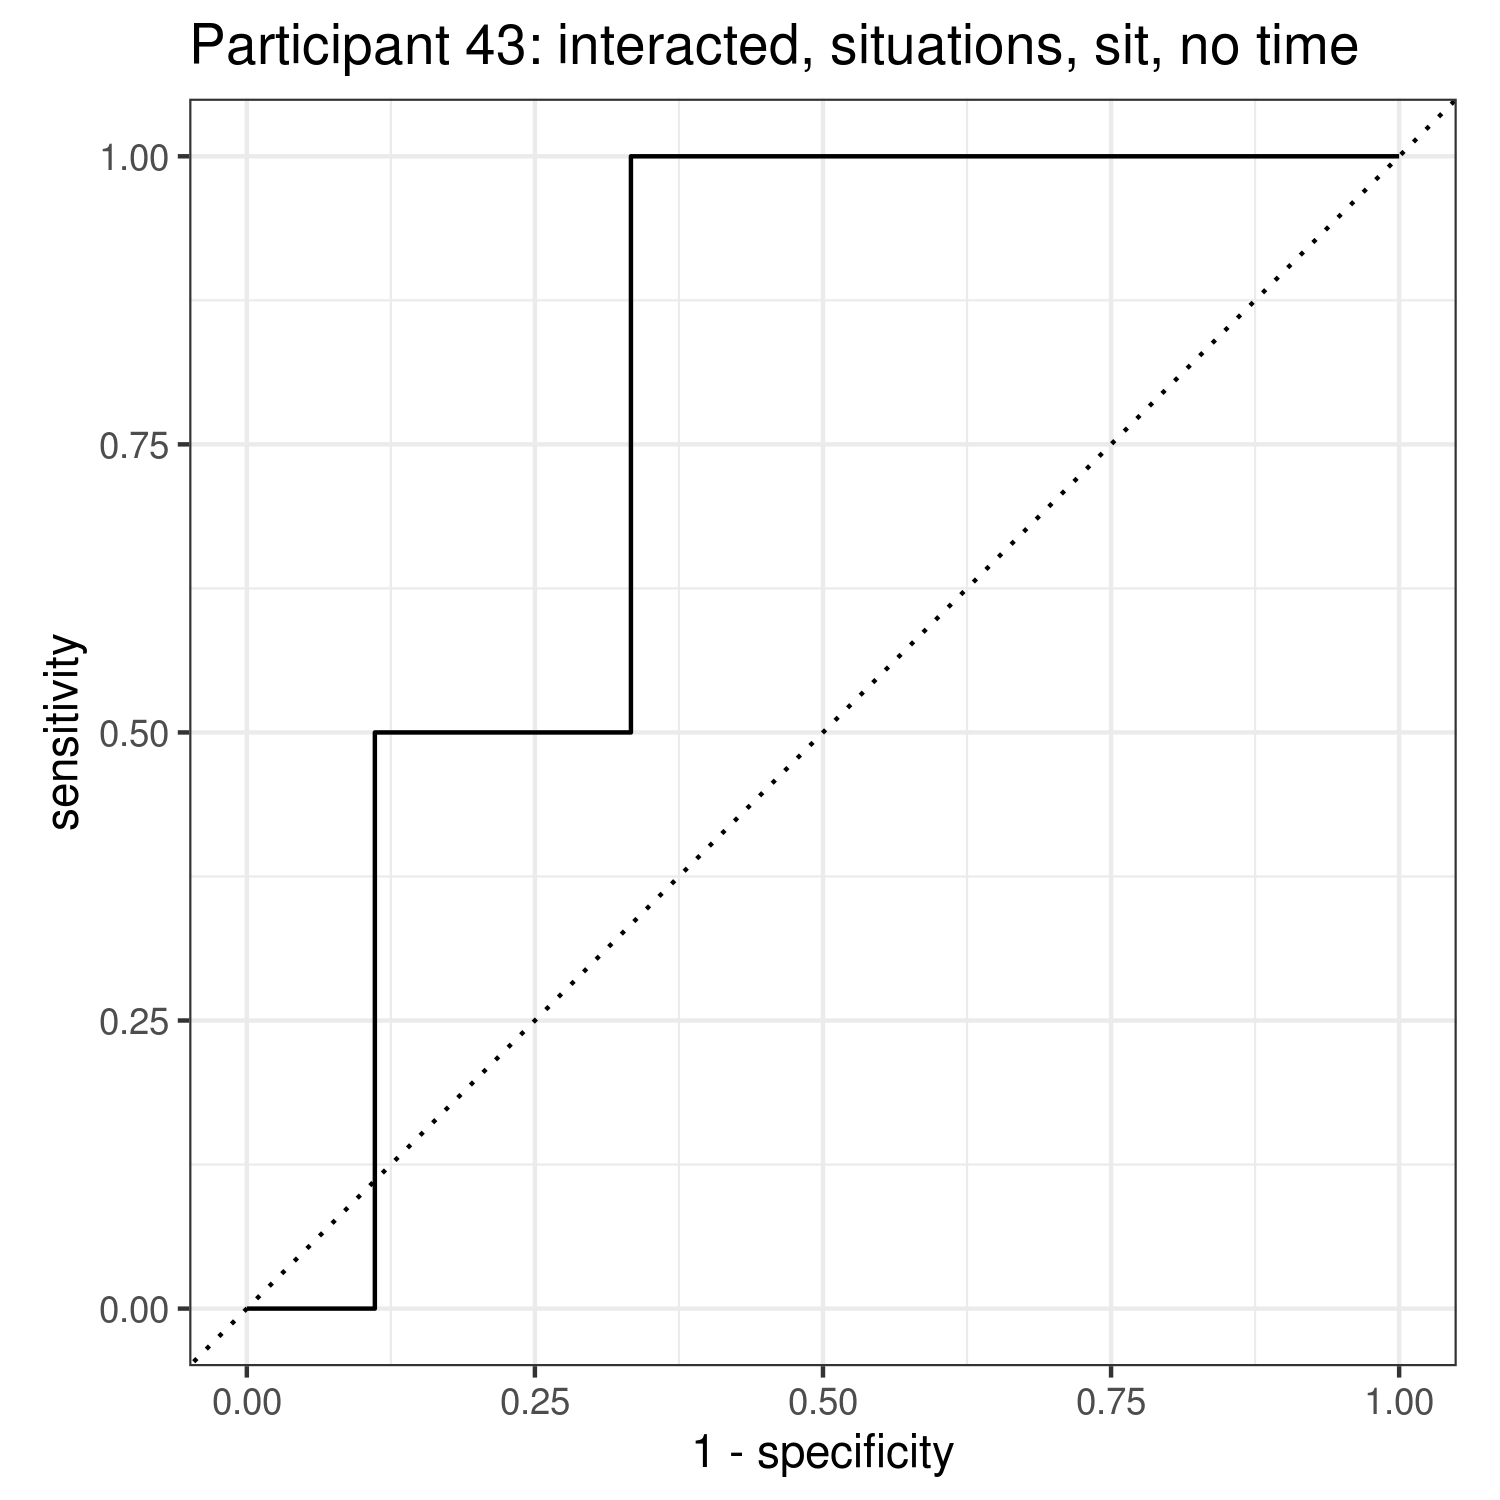 Participant 43: interacted, situations, sit, no time
1.00
0.75
0.50
0.25
0.00
sensitivity
0.00 0.25 0.50 0.75 1.00
1 - specificity